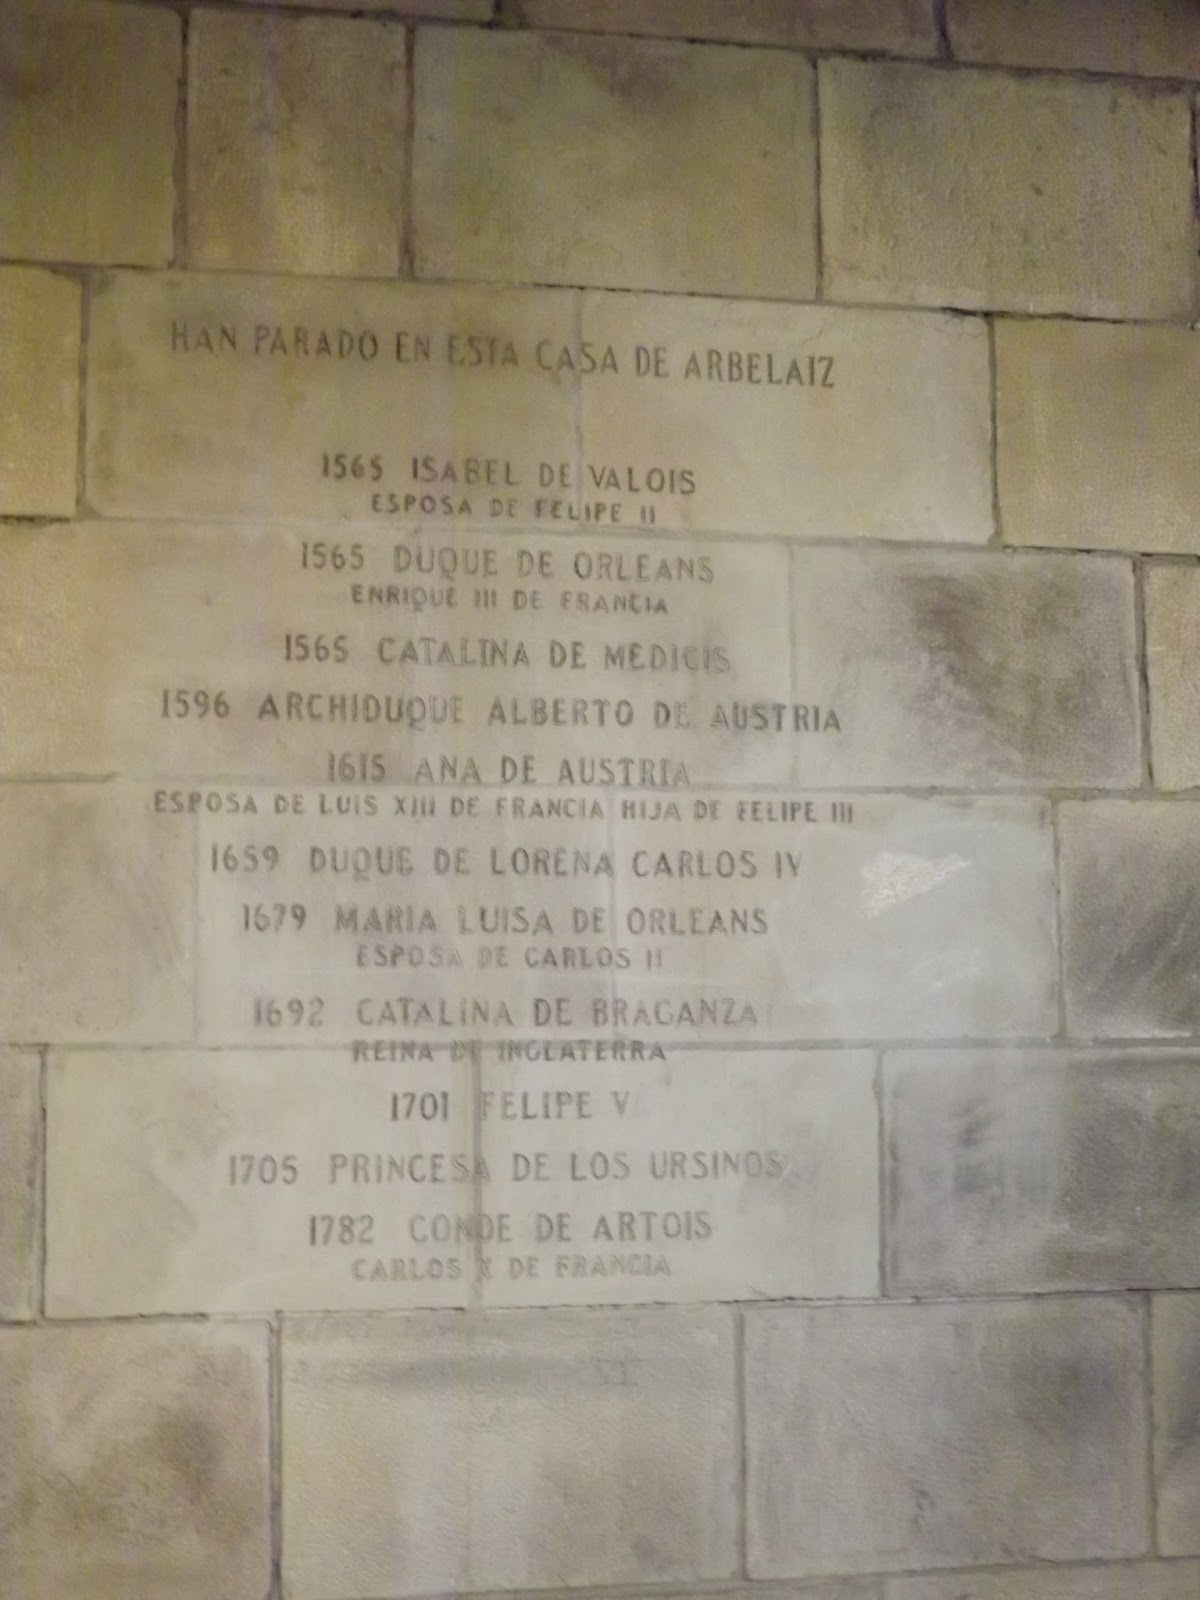 HAN PARADO EN ESTA CASA DE ARBELAIZ
1565 ISABEL DE VALOIS
ESPOSA DE FELIPE II
1565 DUQUE DE ORLEANS
ENRIQUE III DE FRANCIA
1565 CATALINA DE MEDICIS
1596 ARCHIDUQUE ALBERTO DE AUSTRIA
1615 ANA DE AUSTRIA
ESPOSA DE LUIS XIII DE FRANCIA HIJA DE FELIPE III
1659 DUQUE DE LORENA CARLOS IV
1679 MARIA LUISA DE ORLEANS
ESPOSA DE CARLOS II
1692 CATALINA DE BRAGANZA
REINA DE INGLATERRA
1701 FELIPE V
1705 PRINCESA DE LOS URSINOS
1782 CONDE DE ARTOIS
CARLOS X DE FRANCIA